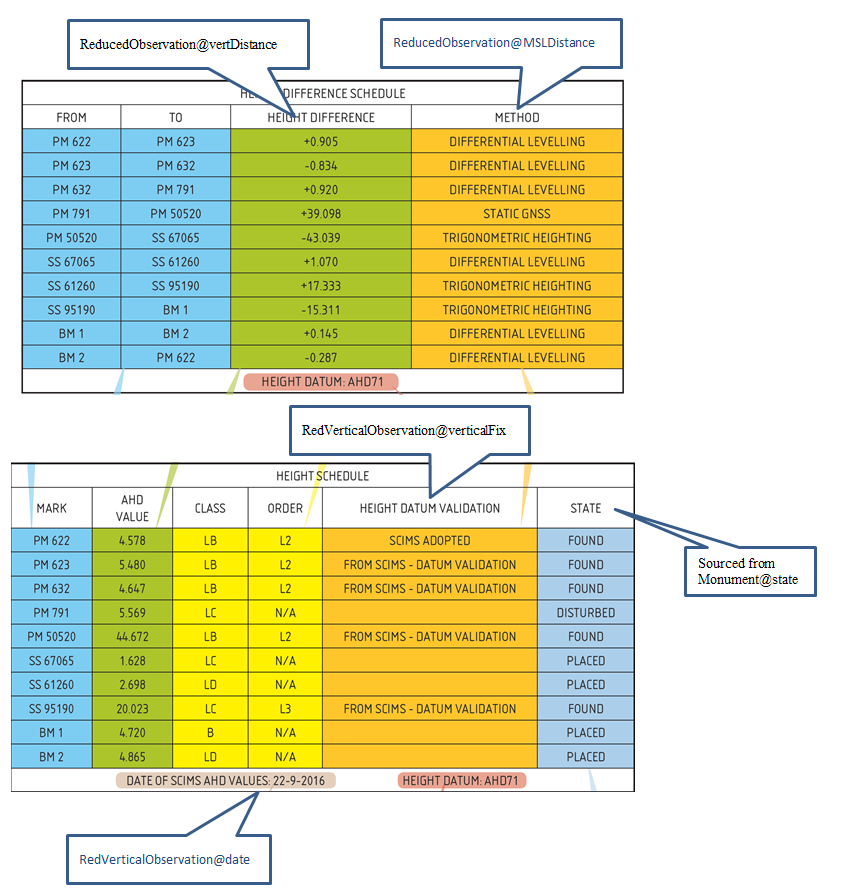 ReducedObservation@vertDistance
ReducedObservation@MSLDistance
HEIGHT DIFFERENCE SCHEDULE
FROM TO HEIGHT DIFFERENCE METHOD
PM 622 PM 623 +0.905 DIFFERENTIAL LEVELLING
PM 623 PM 632 -0.834 DIFFERENTIAL LEVELLING
PM 632 PM 791 +0.920 DIFFERENTIAL LEVELLING
PM 791 PM 50520 +39.098 STATIC GNSS
PM 50520 SS 67065 -43.039 TRIGONOMETRIC HEIGHTING
SS 67065 SS 61260 +1.070 DIFFERENTIAL LEVELLING
SS 61260 SS 95190 +17.333 TRIGONOMETRIC HEIGHTING
SS 95190 BM 1 -15.311 TRIGONOMETRIC HEIGHTING
BM 1 BM 2 +0.145 DIFFERENTIAL LEVELLING
BM 2 PM 622 -0.287 DIFFERENTIAL LEVELLING
HEIGHT DATUM: AHD71
RedVerticalObservation@verticalFix
HEIGHT SCHEDULE
MARK AHD VALUE CLASS ORDER HEIGHT DATUM VALIDATION STATE
PM 622 4.578 LB L2 SCIMS ADOPTED FOUND
PM 623 5.480 LB L2 FROM SCIMS - DATUM VALIDATION FOUND
PM 632 4.647 LB L2 FROM SCIMS - DATUM VALIDATION FOUND
PM 791 5.569 LC N/A DISTURBED
PM 50520 44.672 LB L2 FROM SCIMS - DATUM VALIDATION FOUND
SS 67065 1.628 LC N/A PLACED
SS 61260 2.698 LD N/A PLACED
SS 95190 20.023 LC L3 FROM SCIMS - DATUM VALIDATION FOUND
BM 1 4.720 B N/A PLACED
BM 2 4.865 LD N/A PLACED
DATE OF SCIMS AHD VALUES: 22-9-2016 HEIGHT DATUM: AHD71
Sourced from
Monument@state
RedVerticalObservation@date